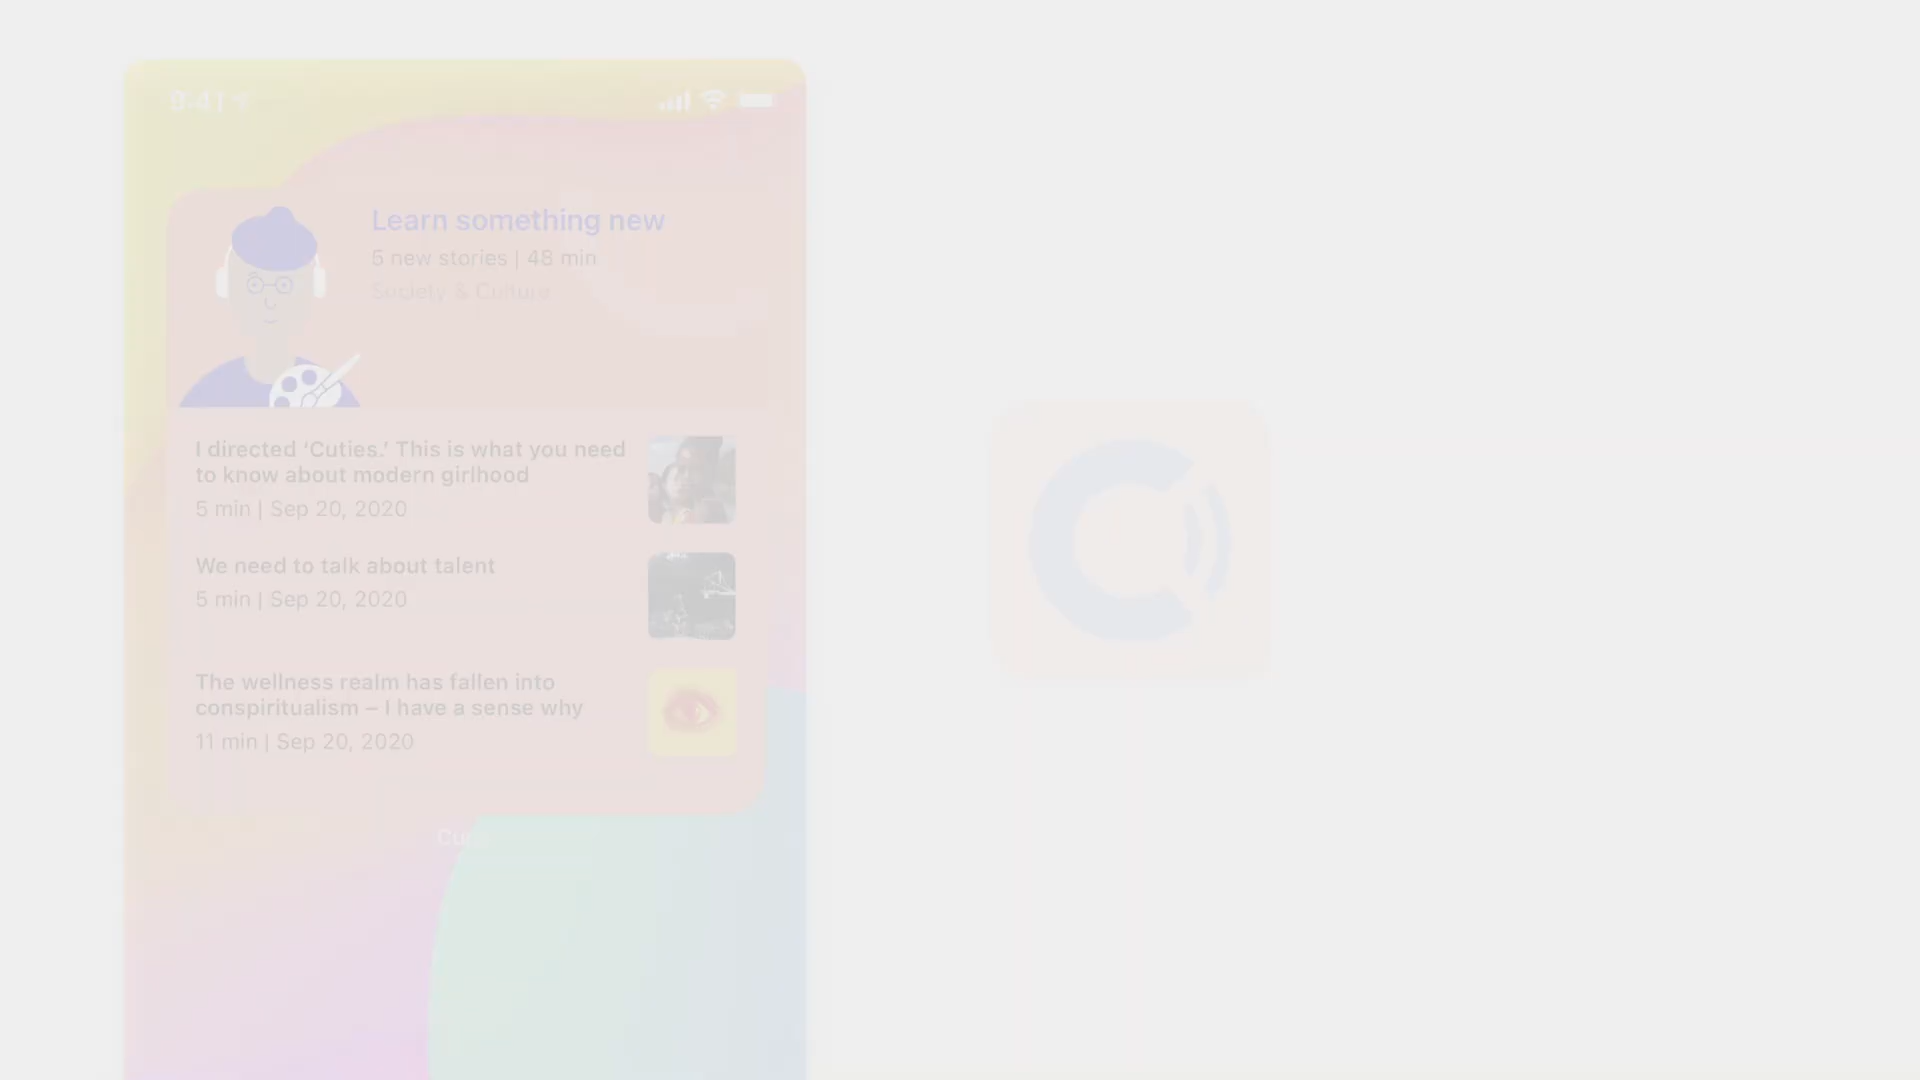 9:41
Learn something new
5 new stories | 48 min
Society & Culture
I directed ‘Cuties.’ This is what you need
to know about modern girlhood
5 min | Sep 20, 2020
We need to talk about talent
5 min | Sep 20, 2020
The wellness realm has fallen into
conspiritualism – I have a sense why
11 min | Sep 20, 2020